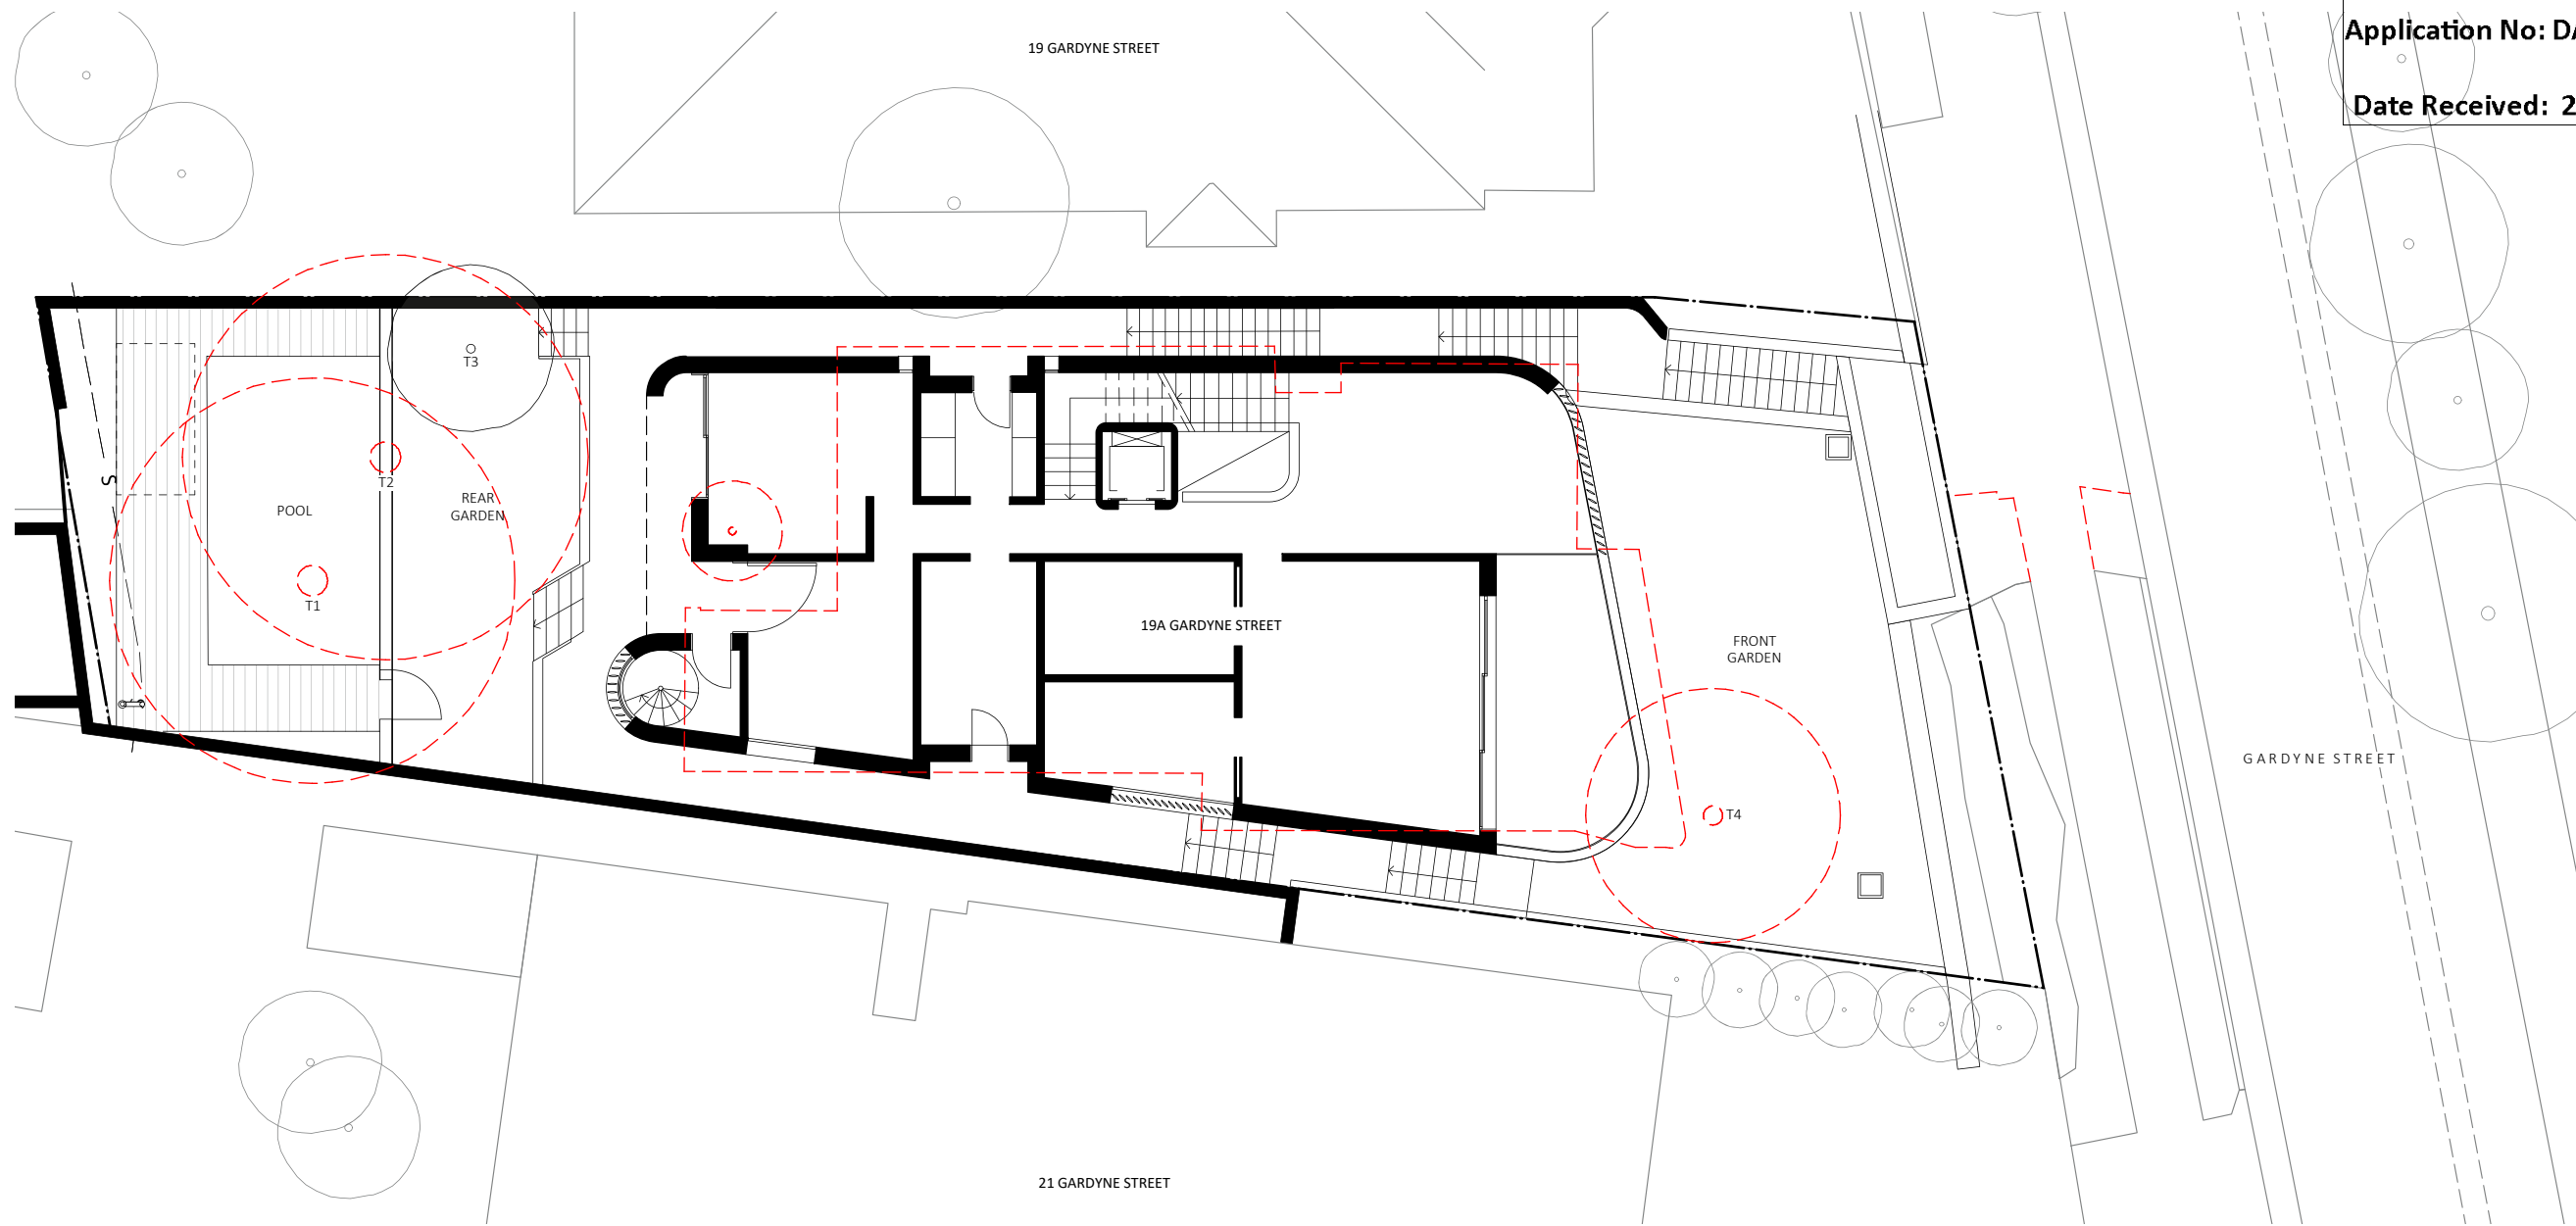 Application No: DA
Date Received: 2
19 GARDYNE STREET
T3
T2
S
REAR
GARDEN
POOL
T1
19A GARDYNE STREET
FRONT
GARDEN
T4
GARDYNE STREET
21 GARDYNE STREET